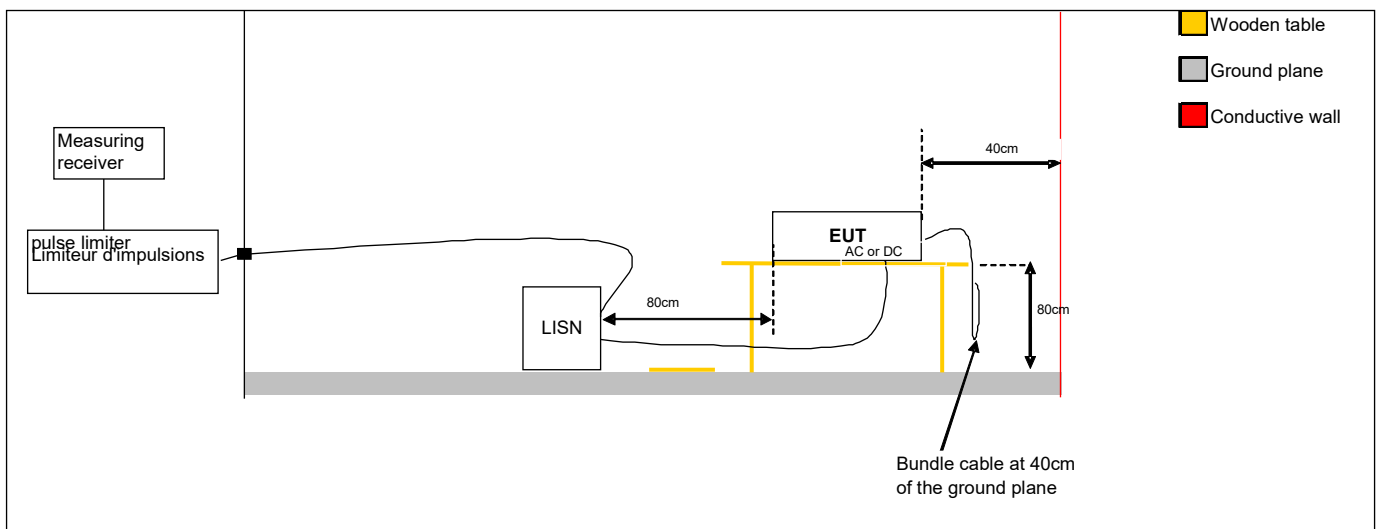 Wooden table
Ground plane
Conductive wall
Measuring
receiver
40cm
pulse limiter
Limiteur d'impulsions
EUT
AC or DC
80cm
80cm
LISN
Bundle cable at 40cm
of the ground plane